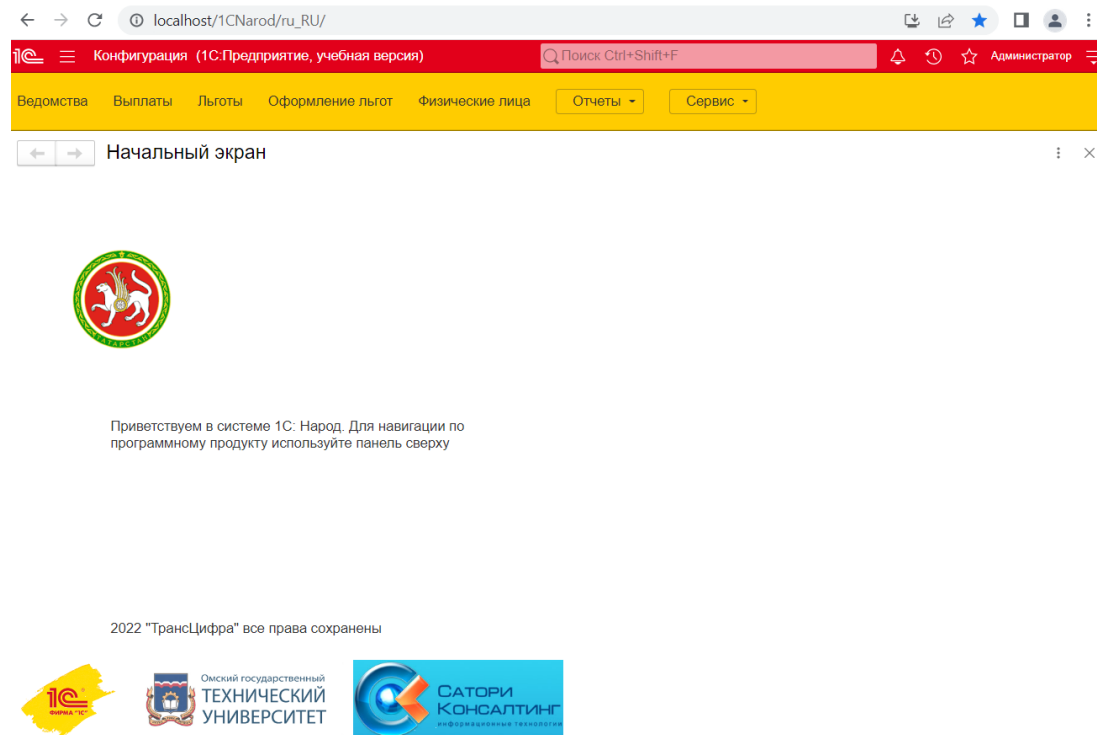 localhost/1CNarod/ru_RU/
1С Конфигурация (1С:Предприятие, учебная версия) Поиск Ctrl+Shift+F Администратор
Ведомства Выплаты Льготы Оформление льгот Физические лица Отчеты Сервис
Начальный экран
ТАТАРСТАН
Приветствуем в системе 1С: Народ. Для навигации по
программному продукту используйте панель сверху
2022 "ТрансЦифра" все права сохранены
1С
ФИРМА "1С"
Омский государственный
ТЕХНИЧЕСКИЙ
УНИВЕРСИТЕТ
САТОРИ
КОНСАЛТИНГ
информационные технологии